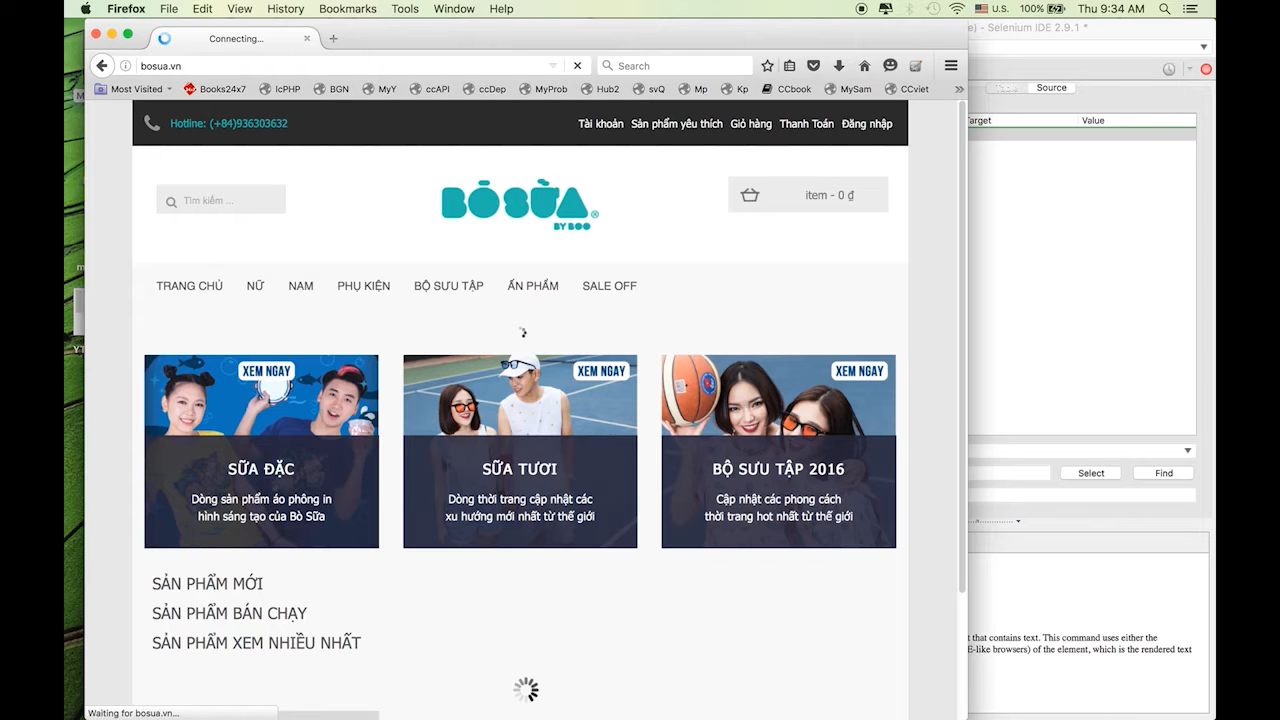 Firefox File Edit View History Bookmarks Tools Window Help U.S. 100% Thu 9:34 AM
Connecting...
- Selenium IDE 2.9.1 *
bosua.vn
Search
Most Visited Books24x7 IcPHP BGN MyY ccAPI ccDep MyProb Hub2 svQ Mp Kp CCbook MySam CCviet
Source
Hotline: (+84)936303632
Tài khoản Sản phẩm yêu thích Giỏ hàng Thanh Toán Đăng nhập
Target Value
Tìm kiếm ...
BÒ SỮA®
BY BOO
item - 0 ₫
TRANG CHỦ NỮ NAM PHỤ KIỆN BỘ SƯU TẬP ẤN PHẨM SALE OFF
XEM NGAY
SỮA ĐẶC
Dòng sản phẩm áo phông in
hình sáng tạo của Bò Sữa
XEM NGAY
SỮA TƯƠI
Dòng thời trang cập nhật các
xu hướng mới nhất từ thế giới
XEM NGAY
BỘ SƯU TẬP 2016
Cập nhật các phong cách
thời trang hot nhất từ thế giới
Select Find
SẢN PHẨM MỚI
SẢN PHẨM BÁN CHẠY
SẢN PHẨM XEM NHIỀU NHẤT
t that contains text. This command uses either the
E-like browsers) of the element, which is the rendered text
Waiting for bosua.vn...